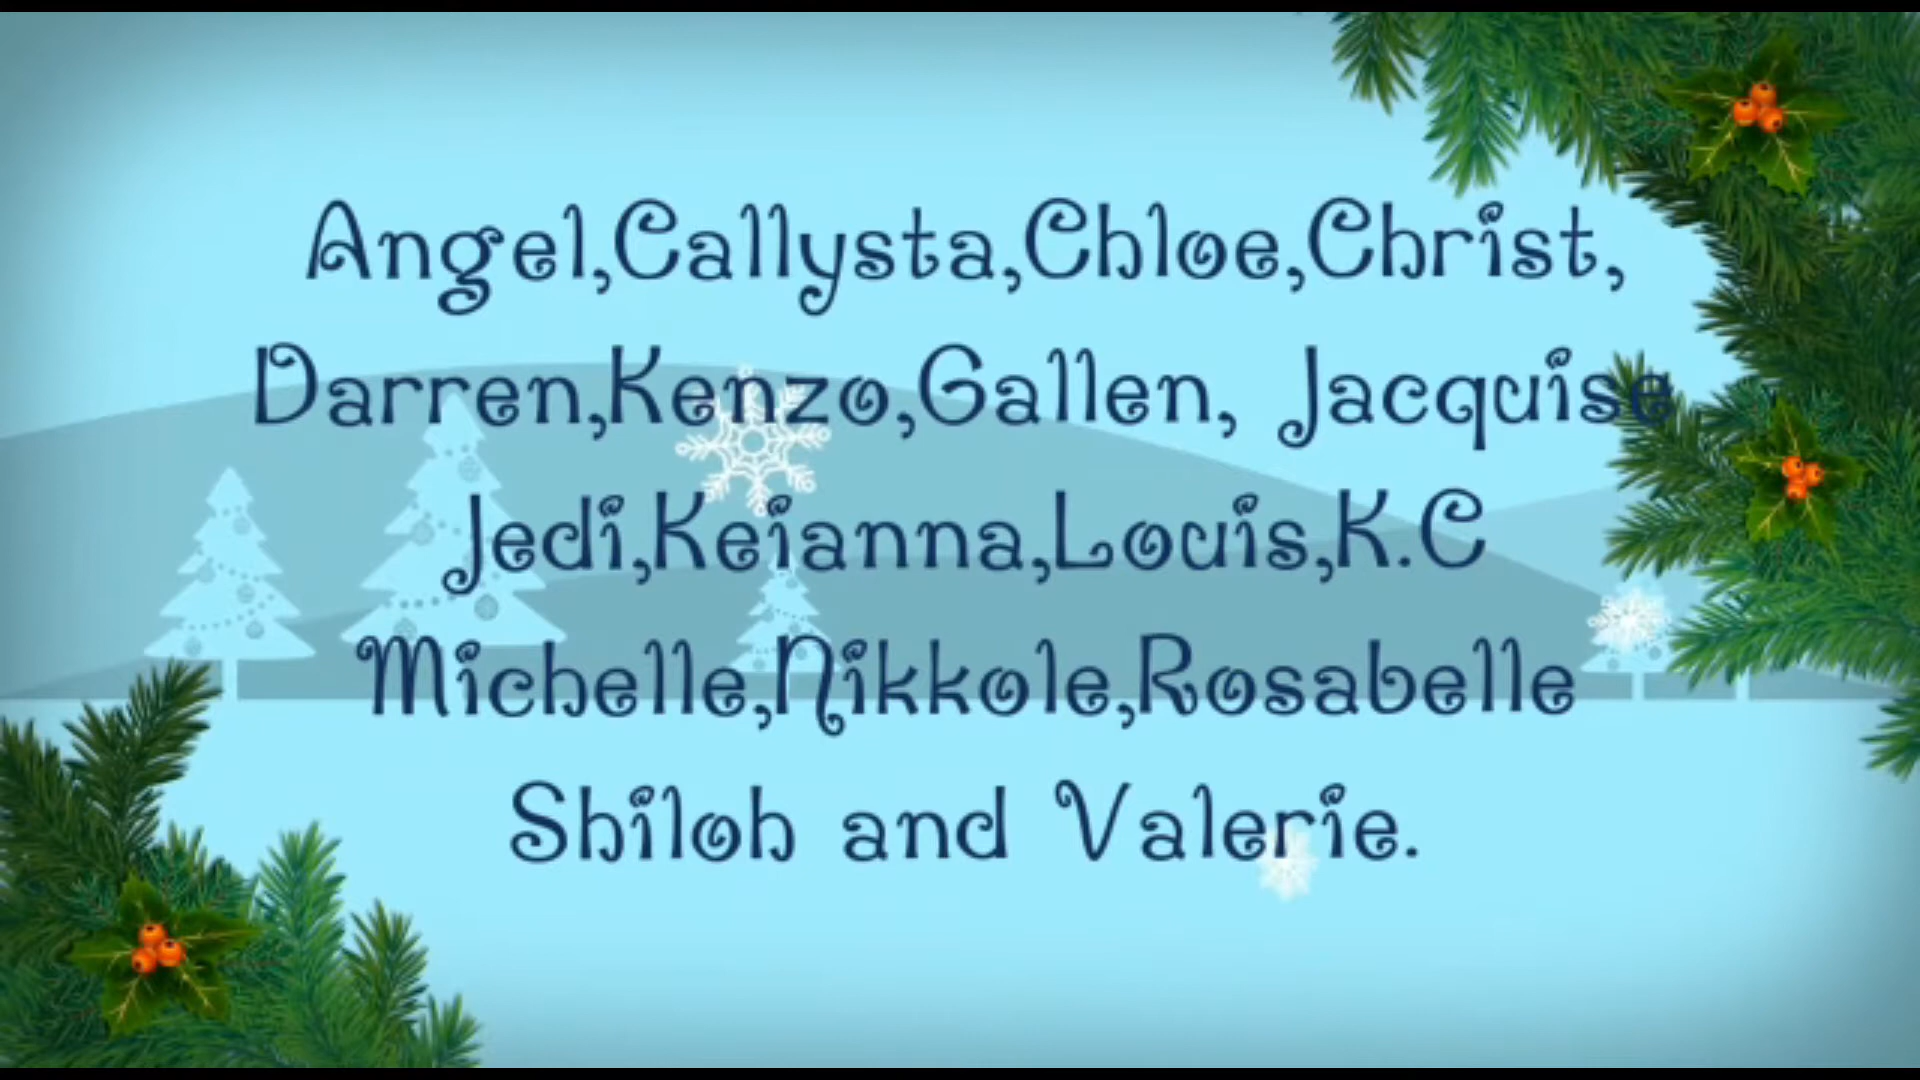 Angel,Callysta,Chloe,Christ,
Darren,Kenzo,Gallen, Jacquise
Jedi,Keianna,Louis,K.C
Michelle,Nikkole,Rosabelle
Shiloh and Valerie.